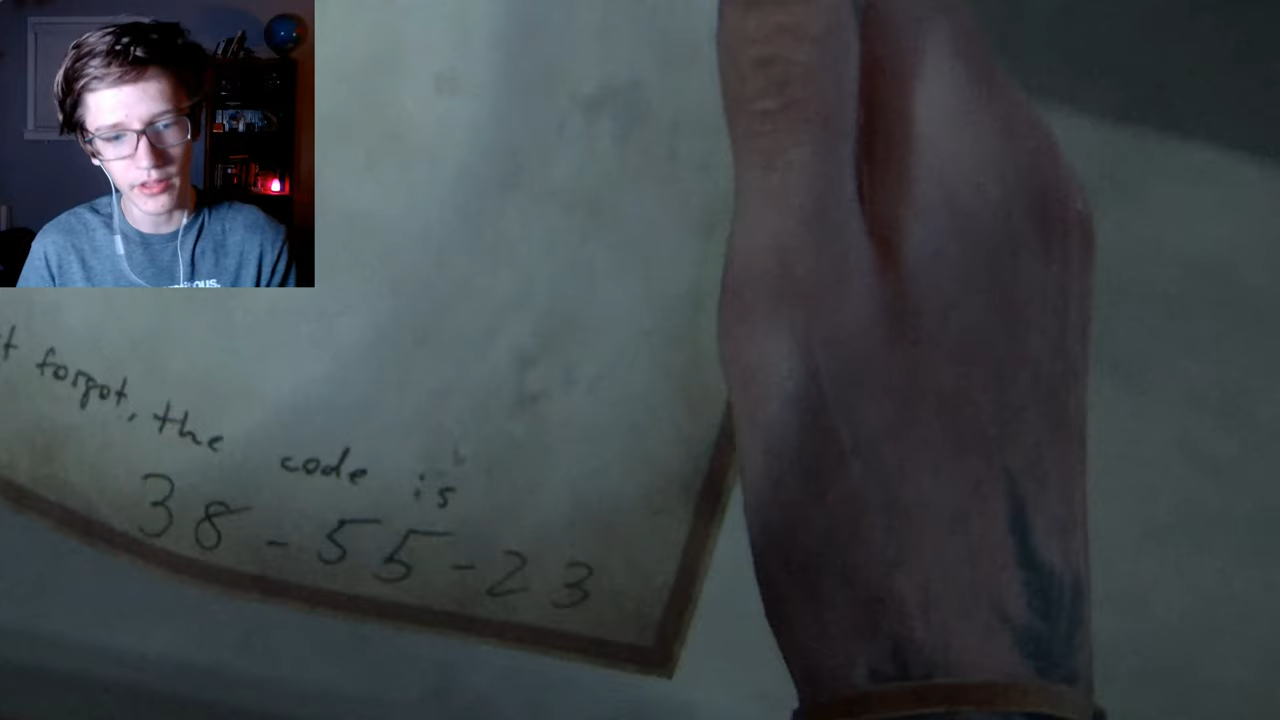 forgot, the code is
38-55-23